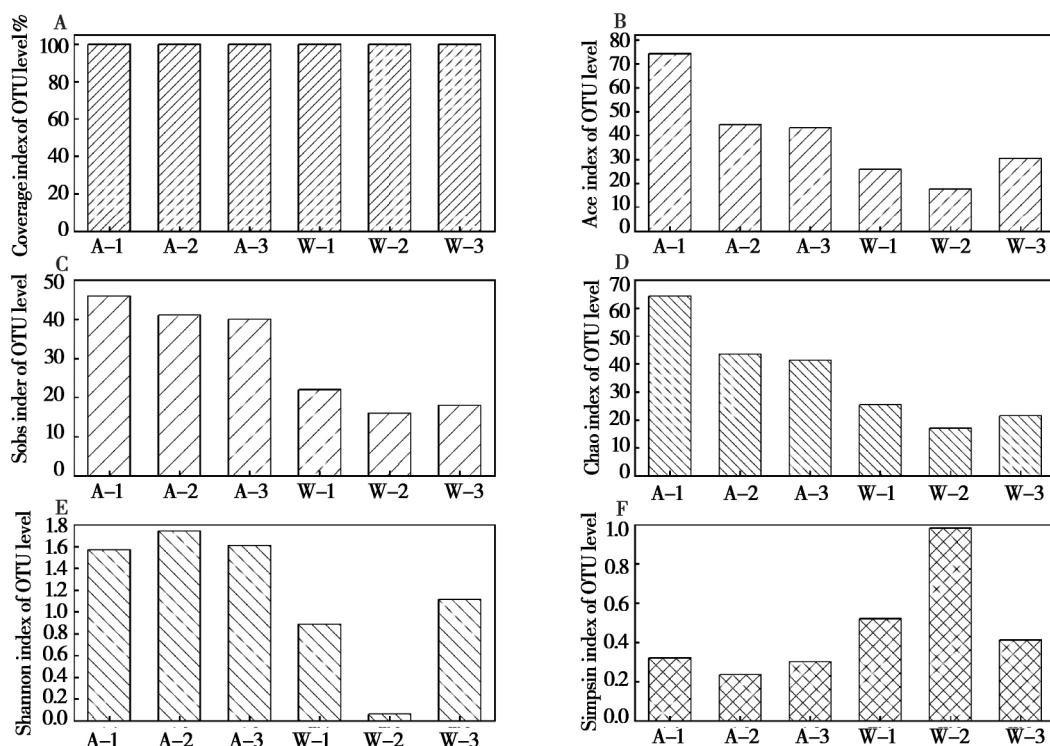 A
Coverage index of OTU level%
100
80
60
40
20
0
A–1 A–2 A–3 W–1 W–2 W–3
B
Ace index of OTU level
80
70
60
50
40
30
20
10
0
A–1 A–2 A–3 W–1 W–2 W–3
C
Sobs inder of OTU level
50
40
30
20
10
0
A–1 A–2 A–3 W–1 W–2 W–3
D
Chao index of OTU level
70
60
50
40
30
20
10
0
A–1 A–2 A–3 W–1 W–2 W–3
E
Shannon index of OTU level
1.8
1.6
1.4
1.2
1.0
0.8
0.6
0.4
0.2
0.0
A–1 A–2 A–3 W–1 W–2 W–3
F
Simpsin index of OTU level
1.0
0.8
0.6
0.4
0.2
0.0
A–1 A–2 A–3 W–1 W–2 W–3